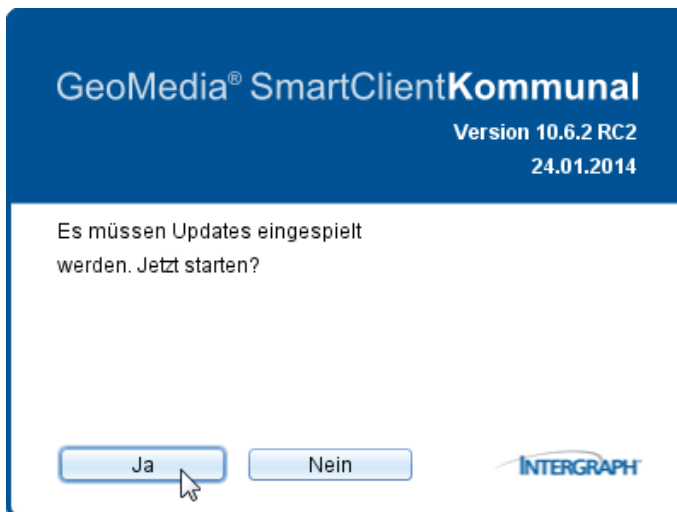 GeoMedia® SmartClientKommunal
Version 10.6.2 RC2
24.01.2014
Es müssen Updates eingespielt
werden. Jetzt starten?
Ja
Nein
INTERGRAPH